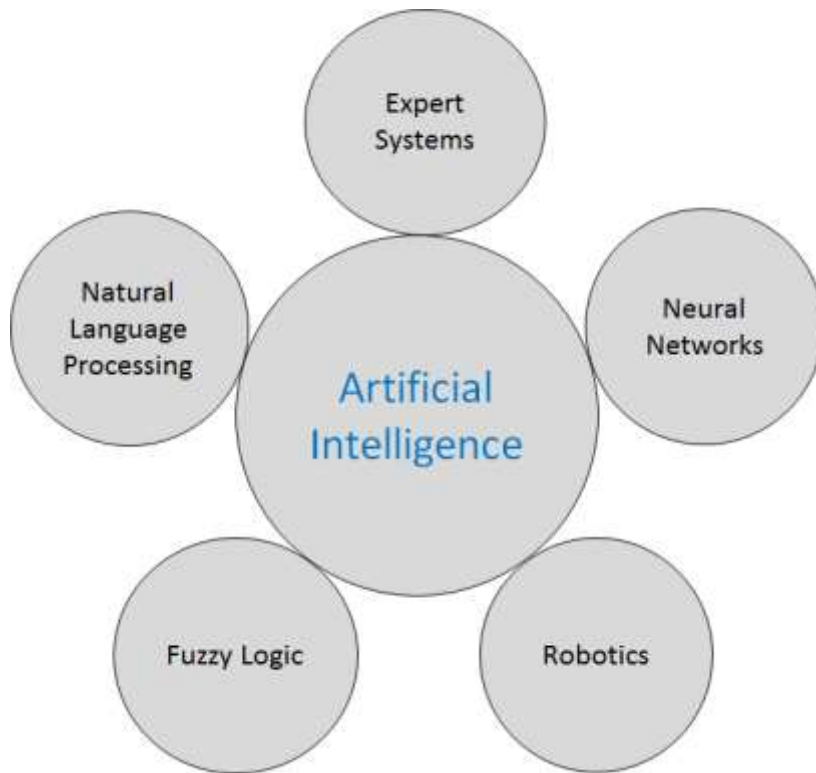 Expert
Systems
Natural
Language
Processing
Neural
Networks
Artificial
Intelligence
Fuzzy Logic
Robotics